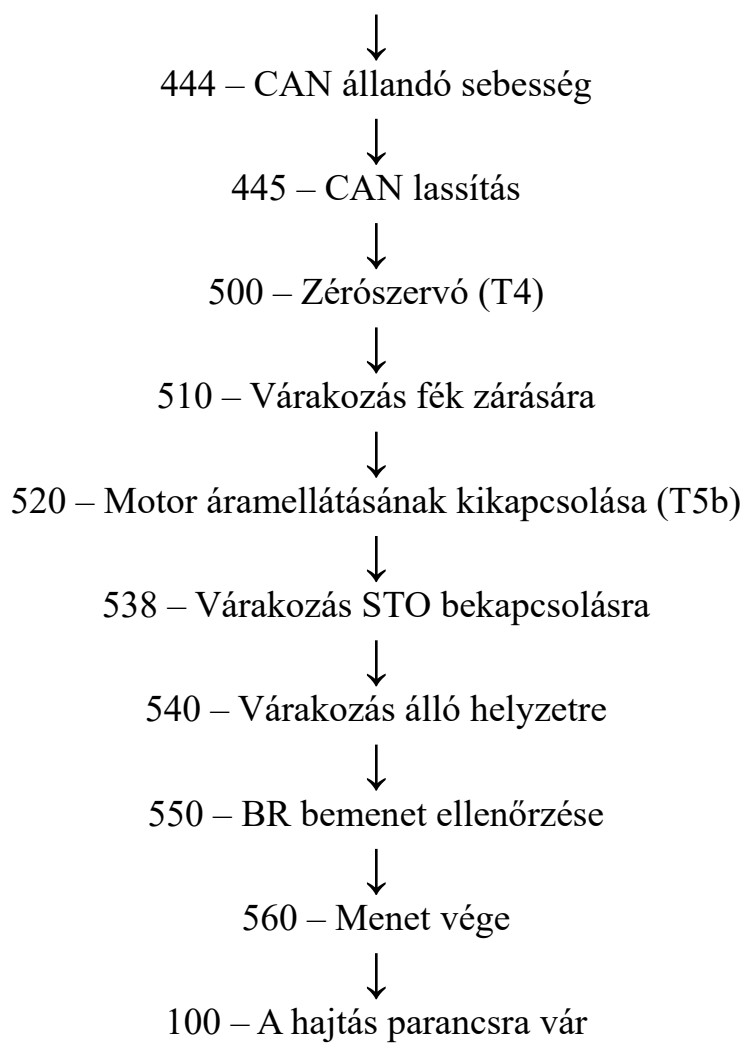 444 – CAN állandó sebesség
445 – CAN lassítás
500 – Zérószervó (T4)
510 – Várakozás fék zárására
520 – Motor áramellátásának kikapcsolása (T5b)
538 – Várakozás STO bekapcsolásra
540 – Várakozás álló helyzetre
550 – BR bemenet ellenőrzése
560 – Menet vége
100 – A hajtás parancsra vár